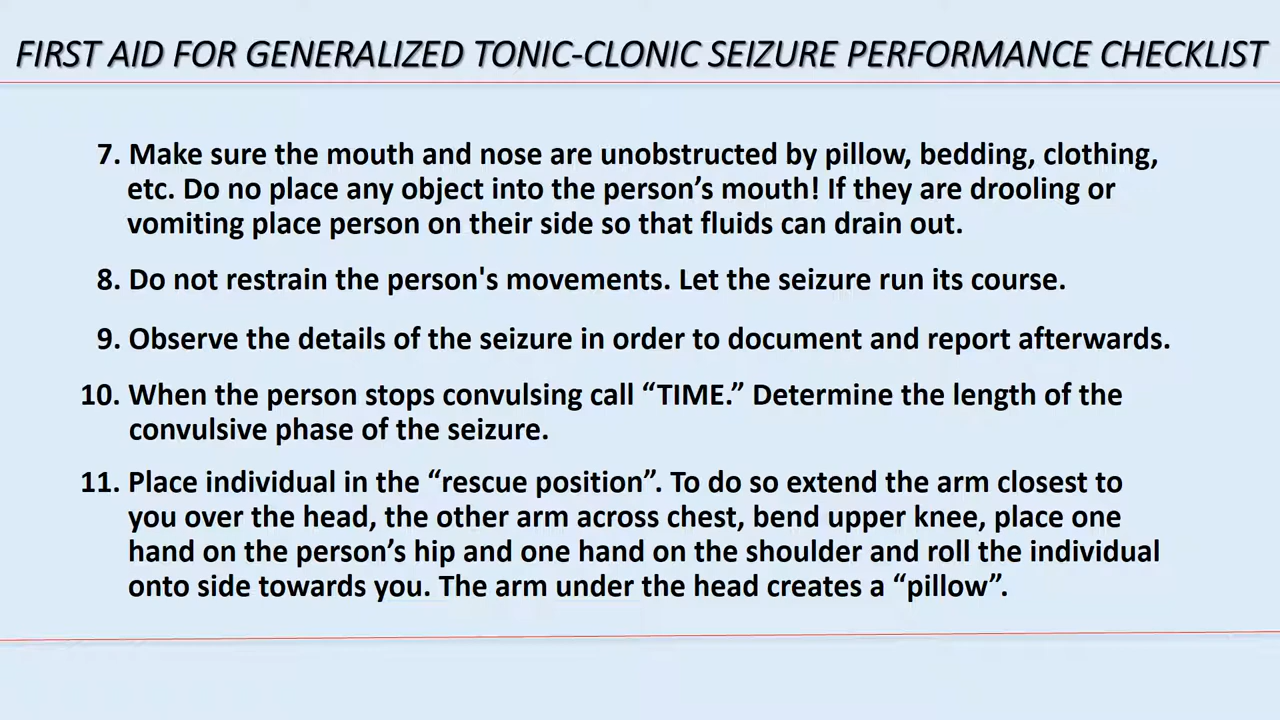 FIRST AID FOR GENERALIZED TONIC-CLONIC SEIZURE PERFORMANCE CHECKLIST
7. Make sure the mouth and nose are unobstructed by pillow, bedding, clothing,
etc. Do no place any object into the person’s mouth! If they are drooling or
vomiting place person on their side so that fluids can drain out.
8. Do not restrain the person's movements. Let the seizure run its course.
9. Observe the details of the seizure in order to document and report afterwards.
10. When the person stops convulsing call “TIME.” Determine the length of the
convulsive phase of the seizure.
11. Place individual in the “rescue position”. To do so extend the arm closest to
you over the head, the other arm across chest, bend upper knee, place one
hand on the person’s hip and one hand on the shoulder and roll the individual
onto side towards you. The arm under the head creates a “pillow”.